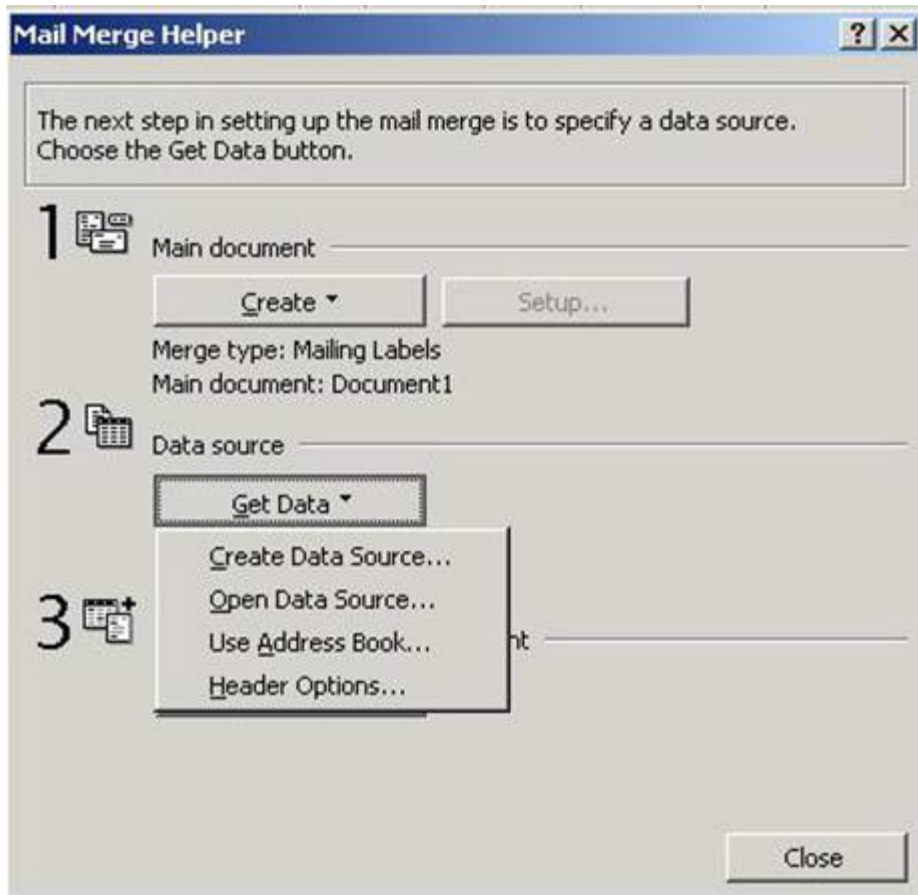 Mail Merge Helper
The next step in setting up the mail merge is to specify a data source.
Choose the Get Data button.
1 Main document
Create Setup...
Merge type: Mailing Labels
Main document: Document1
2 Data source
Get Data
Create Data Source...
Open Data Source...
Use Address Book...
Header Options...
3
Close